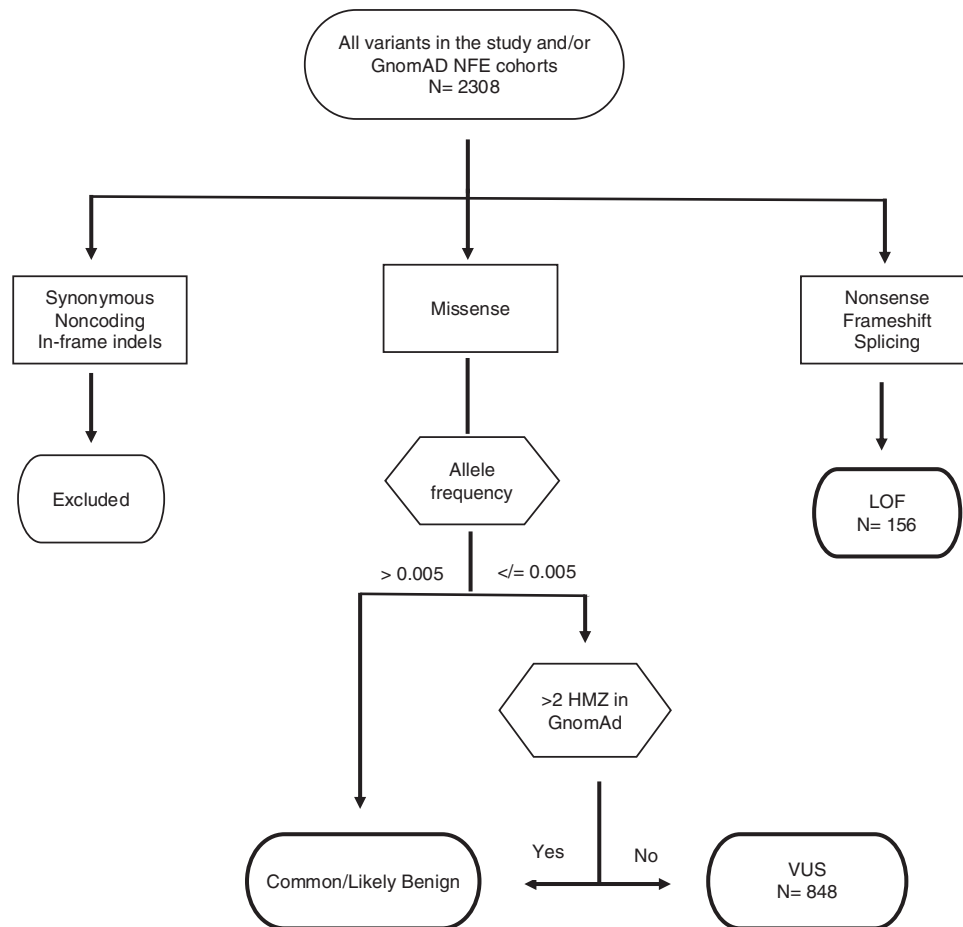 All variants in the study and/or
GnomAD NFE cohorts
N= 2308
Synonymous
Noncoding
In-frame indels
Missense
Nonsense
Frameshift
Splicing
Excluded
Allele
frequency
LOF
N= 156
> 0.005
</= 0.005
>2 HMZ in
GnomAd
Yes
No
Common/Likely Benign
VUS
N= 848